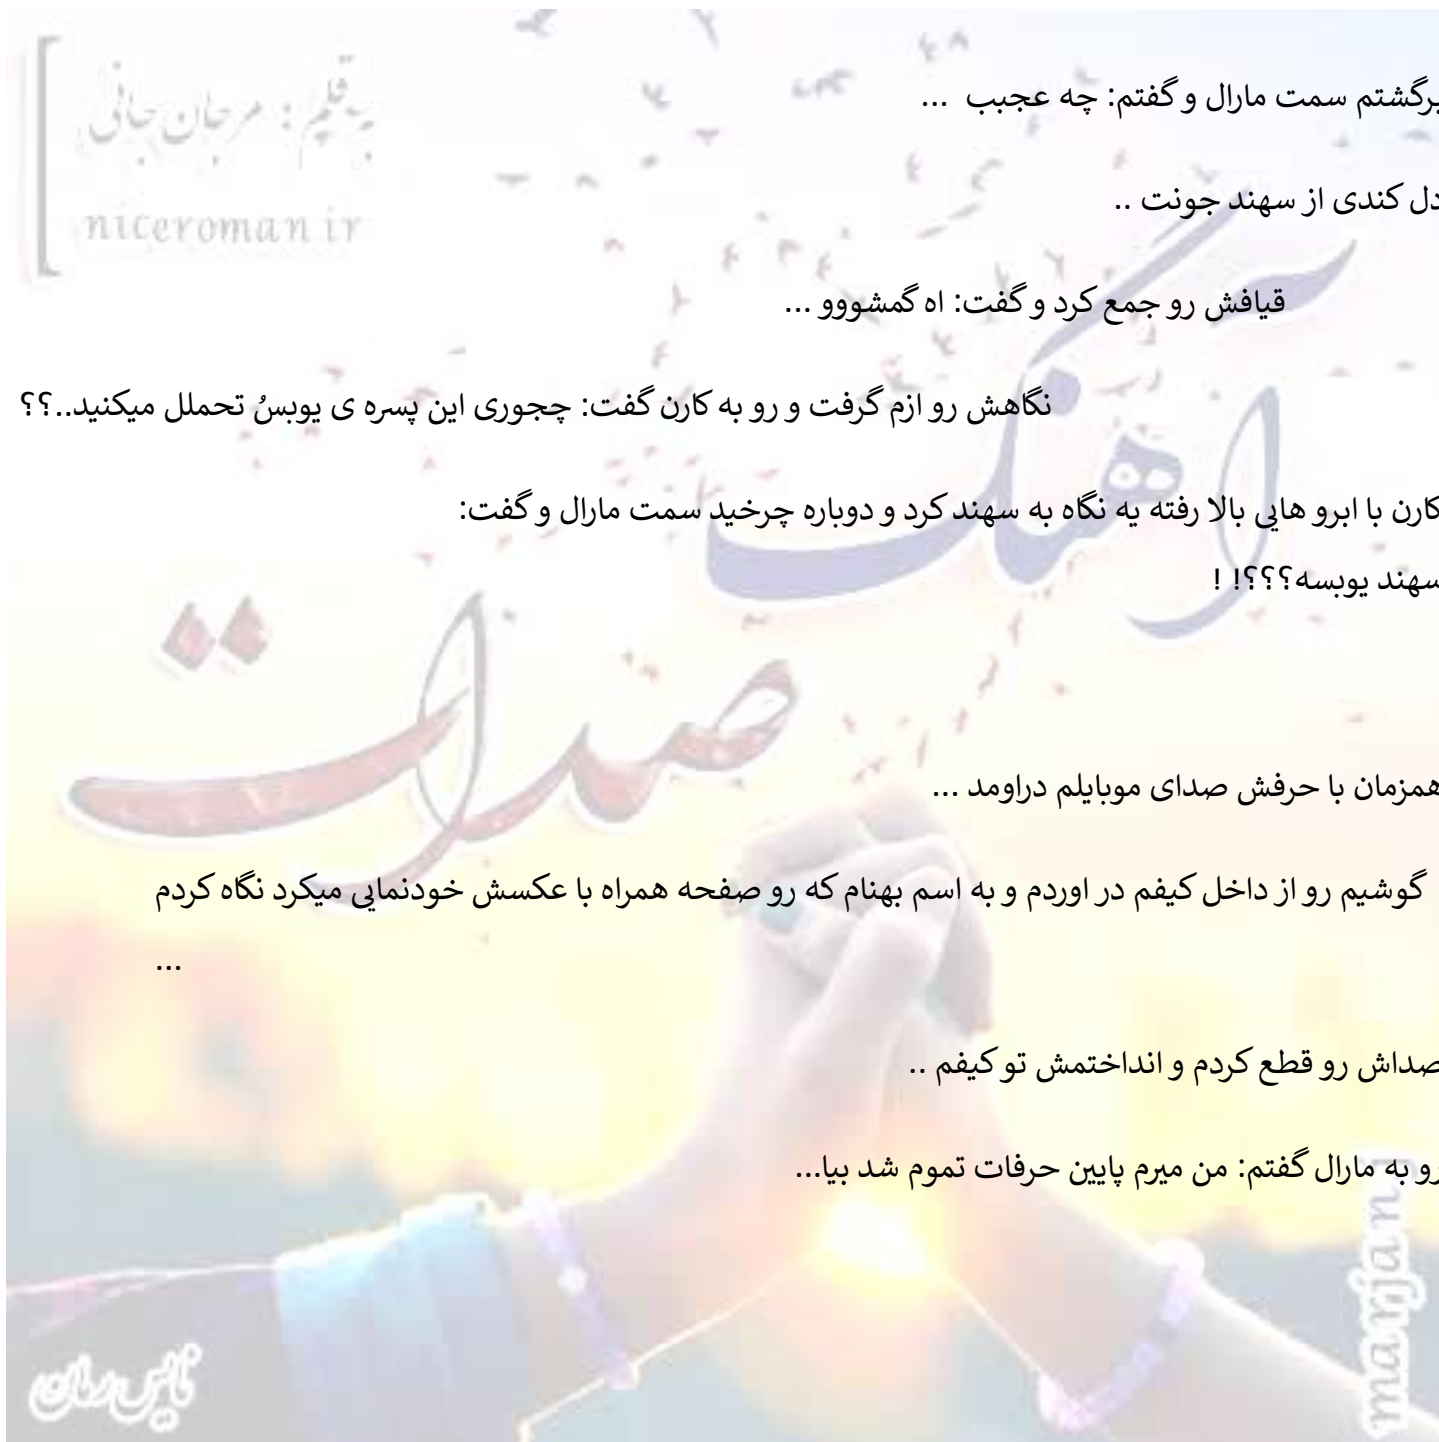 به قلم : مرجان جانی
niceroman.ir
برگشتم سمت مارال و گفتم: چه عجبب ...
دل کندی از سهند جونت ..
قیافش رو جمع کرد و گفت: اه گمشووو ...
نگاهش رو ازم گرفت و رو به کارن گفت: چجوری این پسره ی یوبسُ تحملل میکنید..؟؟
کارن با ابرو هایی بالا رفته یه نگاه به سهند کرد و دوباره چرخید سمت مارال و گفت:
سهند یوبسه؟؟؟! !
آهنگ
صدات
همزمان با حرفش صدای موبایلم دراومد ...
گوشیم رو از داخل کیفم در اوردم و به اسم بهنام که رو صفحه همراه با عکسش خودنمایی میکرد نگاه کردم
...
صداش رو قطع کردم و انداختمش تو کیفم ..
رو به مارال گفتم: من میرم پایین حرفات تموم شد بیا...
marjan j
نایس رمان